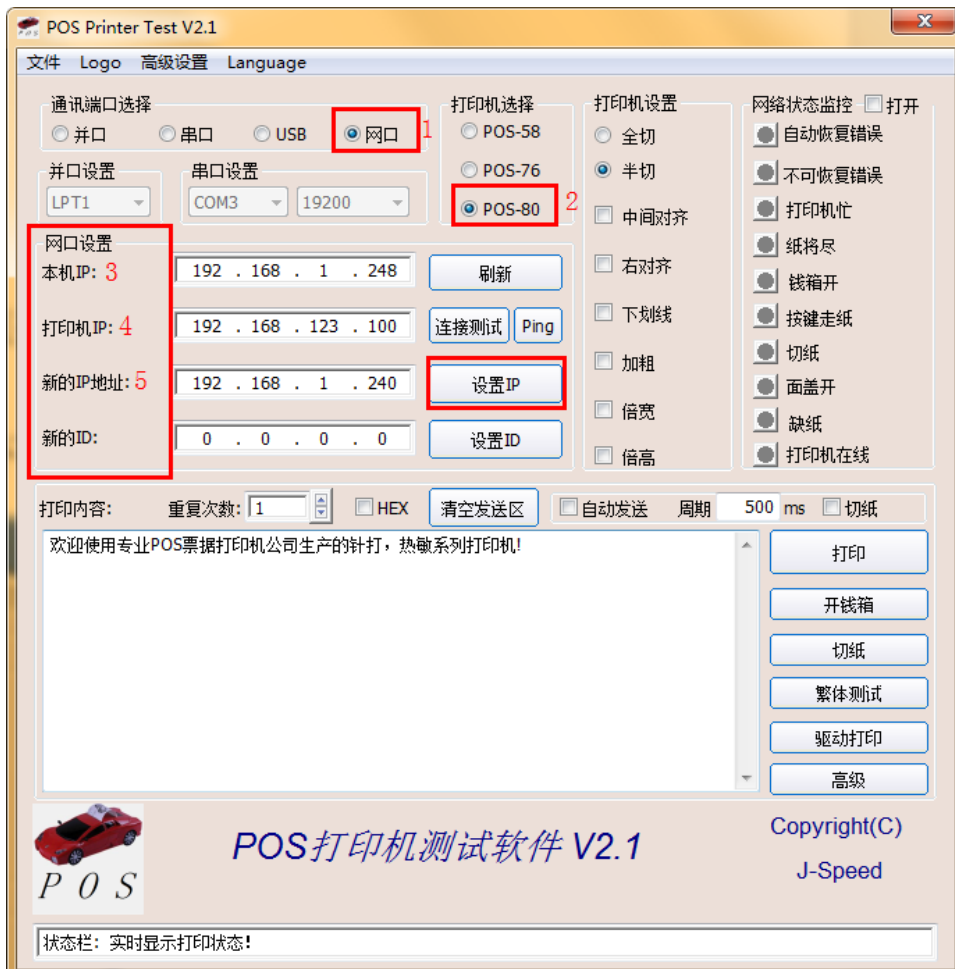 POS Printer Test V2.1
文件 Logo 高级设置 Language
通讯端口选择
并口 串口 USB 网口 1
并口设置 串口设置
LPT1 COM3 19200
打印机选择
POS-58
POS-76
POS-80 2
打印机设置
全切
半切
中间对齐
右对齐
下划线
加粗
倍宽
倍高
网络状态监控 打开
自动恢复错误
不可恢复错误
打印机忙
纸将尽
钱箱开
按键走纸
切纸
面盖开
缺纸
打印机在线
网口设置
本机IP: 3 192 . 168 . 1 . 248 刷新
打印机IP: 4 192 . 168 . 123 . 100 连接测试 Ping
新的IP地址: 5 192 . 168 . 1 . 240 设置IP
新的ID: 0 . 0 . 0 . 0 设置ID
打印内容: 重复次数: 1 HEX 清空发送区 自动发送 周期 500 ms 切纸
欢迎使用专业POS票据打印机公司生产的针打，热敏系列打印机!
打印
开钱箱
切纸
繁体测试
驱动打印
高级
POS
POS打印机测试软件 V2.1
Copyright(C)
J-Speed
状态栏: 实时显示打印状态!